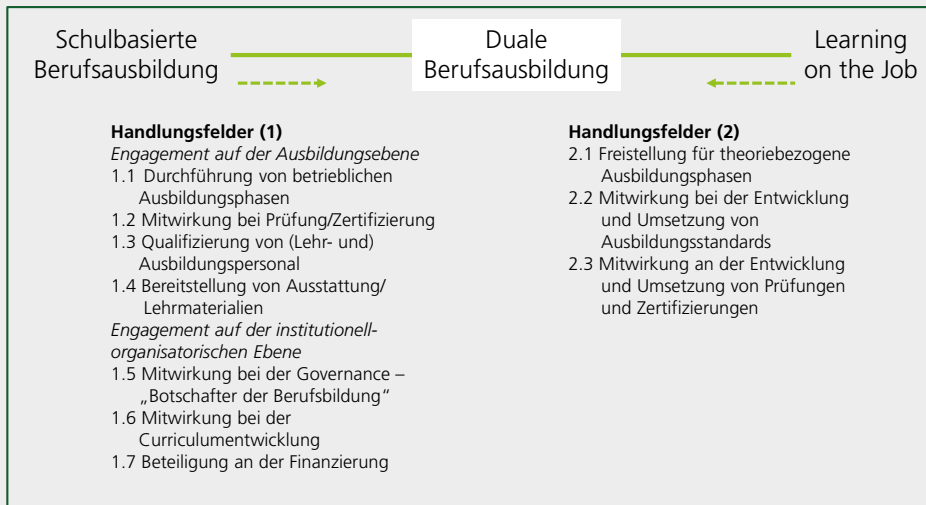 Schulbasierte
Berufsausbildung
Duale
Berufsausbildung
Learning
on the Job
Handlungsfelder (1)
Engagement auf der Ausbildungsebene
1.1 Durchführung von betrieblichen
Ausbildungsphasen
1.2 Mitwirkung bei Prüfung/Zertifizierung
1.3 Qualifizierung von (Lehr- und)
Ausbildungspersonal
1.4 Bereitstellung von Ausstattung/
Lehrmaterialien
Engagement auf der institutionell-
organisatorischen Ebene
1.5 Mitwirkung bei der Governance –
„Botschafter der Berufsbildung“
1.6 Mitwirkung bei der
Curriculumentwicklung
1.7 Beteiligung an der Finanzierung
Handlungsfelder (2)
2.1 Freistellung für theoriebezogene
Ausbildungsphasen
2.2 Mitwirkung bei der Entwicklung
und Umsetzung von
Ausbildungsstandards
2.3 Mitwirkung an der Entwicklung
und Umsetzung von Prüfungen
und Zertifizierungen